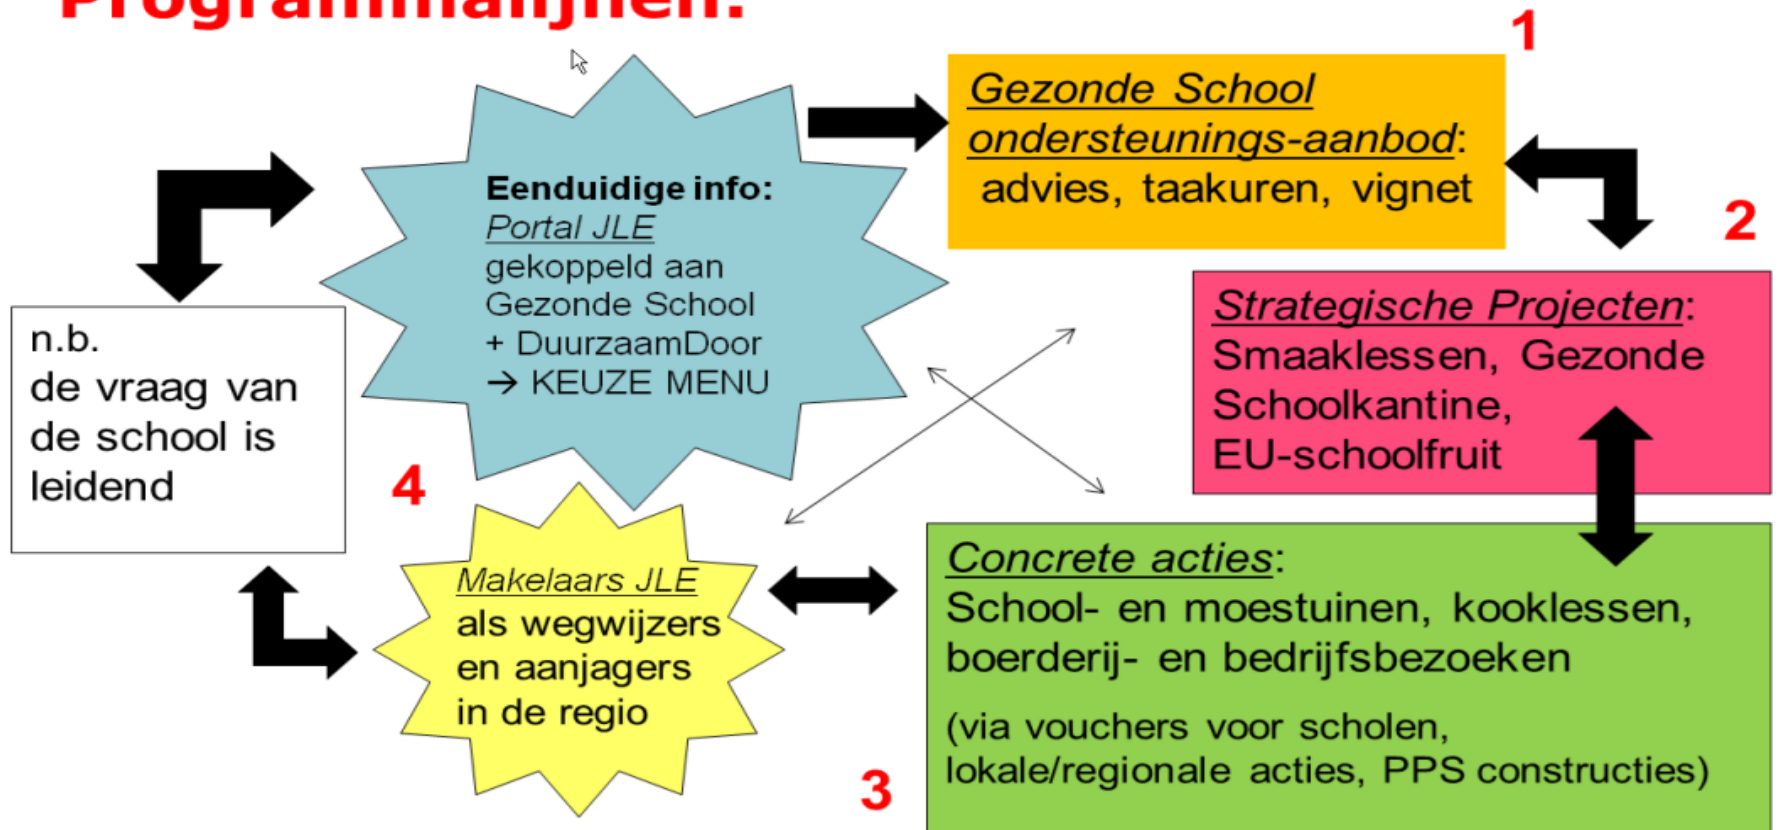 Programmalijnen:
1
Gezonde School
ondersteunings-aanbod:
advies, taakuren, vignet
2
Eenduidige info:
Portal JLE
gekoppeld aan
Gezonde School
+ DuurzaamDoor
→ KEUZE MENU
Strategische Projecten:
Smaaklessen, Gezonde
Schoolkantine,
EU-schoolfruit
n.b.
de vraag van
de school is
leidend
4
Makelaars JLE
als wegwijzers
en aanjagers
in de regio
3
Concrete acties:
School- en moestuinen, kooklessen,
boerderij- en bedrijfsbezoeken
(via vouchers voor scholen,
lokale/regionale acties, PPS constructies)